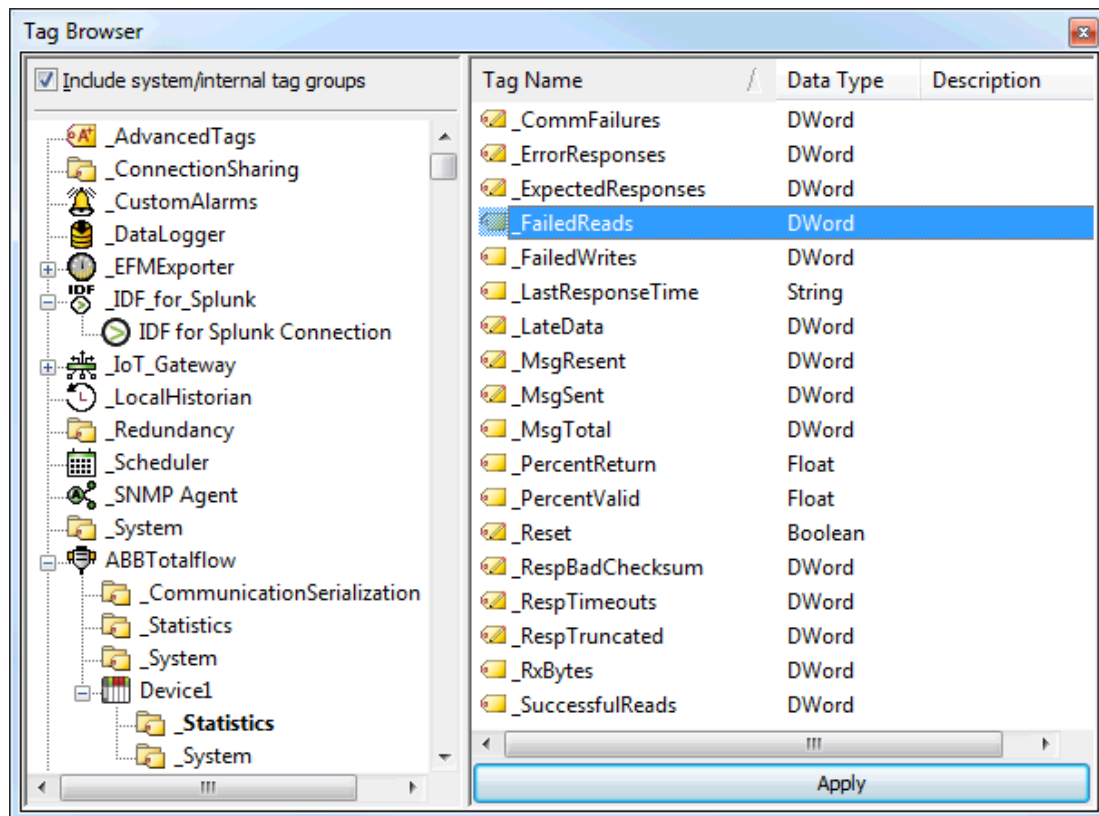 Tag Browser
Include system/internal tag groups
_AdvancedTags
_ConnectionSharing
_CustomAlarms
_DataLogger
_EFMExporter
IDF
_IDF_for_Splunk
IDF for Splunk Connection
_IoT_Gateway
_LocalHistorian
_Redundancy
_Scheduler
_SNMP Agent
_System
ABBTotalflow
_CommunicationSerialization
_Statistics
_System
Device1
_Statistics
_System
Tag Name Data Type Description
_CommFailures DWord
_ErrorResponses DWord
_ExpectedResponses DWord
_FailedReads DWord
_FailedWrites DWord
_LastResponseTime String
_LateData DWord
_MsgResent DWord
_MsgSent DWord
_MsgTotal DWord
_PercentReturn Float
_PercentValid Float
_Reset Boolean
_RespBadChecksum DWord
_RespTimeouts DWord
_RespTruncated DWord
_RxBytes DWord
_SuccessfulReads DWord
Apply